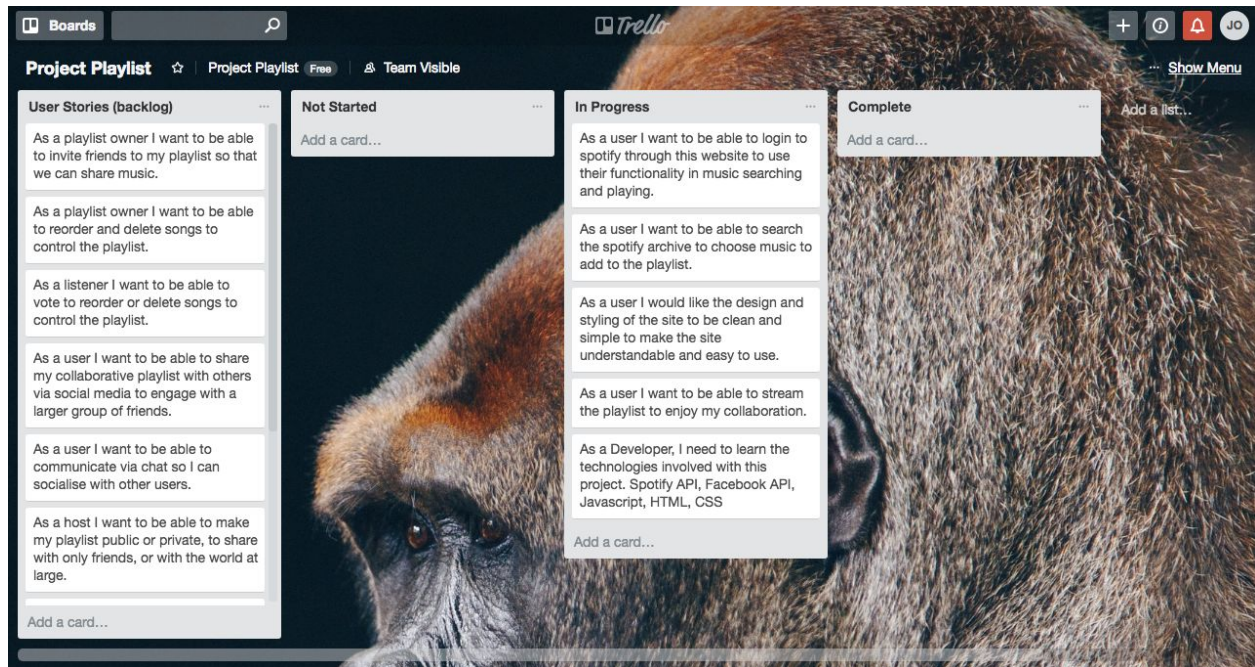 Boards
Trello
JO
Project Playlist
Project Playlist Free
Team Visible
... Show Menu
User Stories (backlog) ...
As a playlist owner I want to be able
to invite friends to my playlist so that
we can share music.
As a playlist owner I want to be able
to reorder and delete songs to
control the playlist.
As a listener I want to be able to
vote to reorder or delete songs to
control the playlist.
As a user I want to be able to share
my collaborative playlist with others
via social media to engage with a
larger group of friends.
As a user I want to be able to
communicate via chat so I can
socialise with other users.
As a host I want to be able to make
my playlist public or private, to share
with only friends, or with the world at
large.
Add a card...
Not Started ...
Add a card...
In Progress ...
As a user I want to be able to login to
spotify through this website to use
their functionality in music searching
and playing.
As a user I want to be able to search
the spotify archive to choose music to
add to the playlist.
As a user I would like the design and
styling of the site to be clean and
simple to make the site
understandable and easy to use.
As a user I want to be able to stream
the playlist to enjoy my collaboration.
As a Developer, I need to learn the
technologies involved with this
project. Spotify API, Facebook API,
Javascript, HTML, CSS
Add a card...
Complete ...
Add a card...
Add a list...